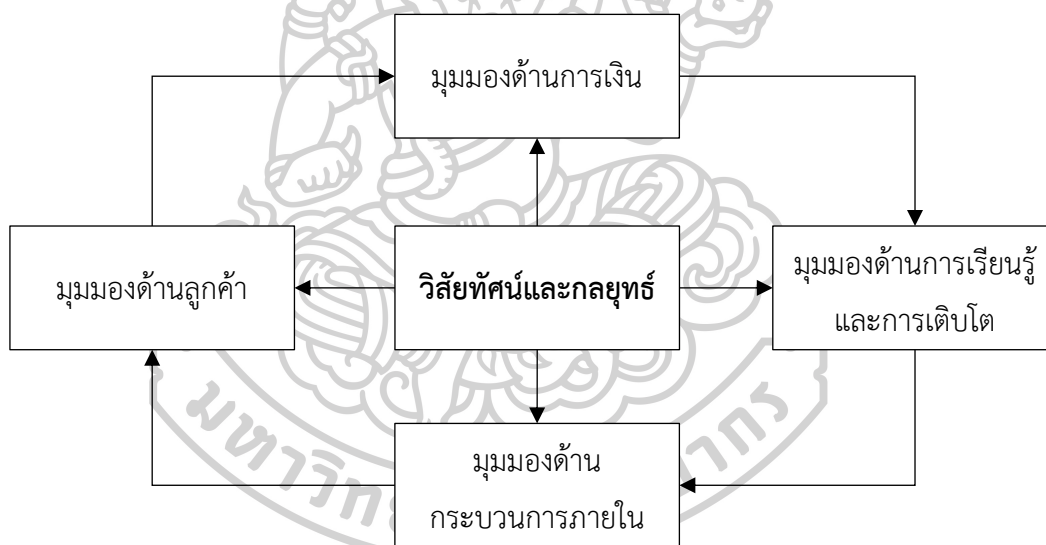 มุมมองด้านการเงิน
มุมมองด้านลูกค้า
วิสัยทัศน์และกลยุทธ์
มุมมองด้านการเรียนรู้
และการเติบโต
มุมมองด้าน
กระบวนการภายใน